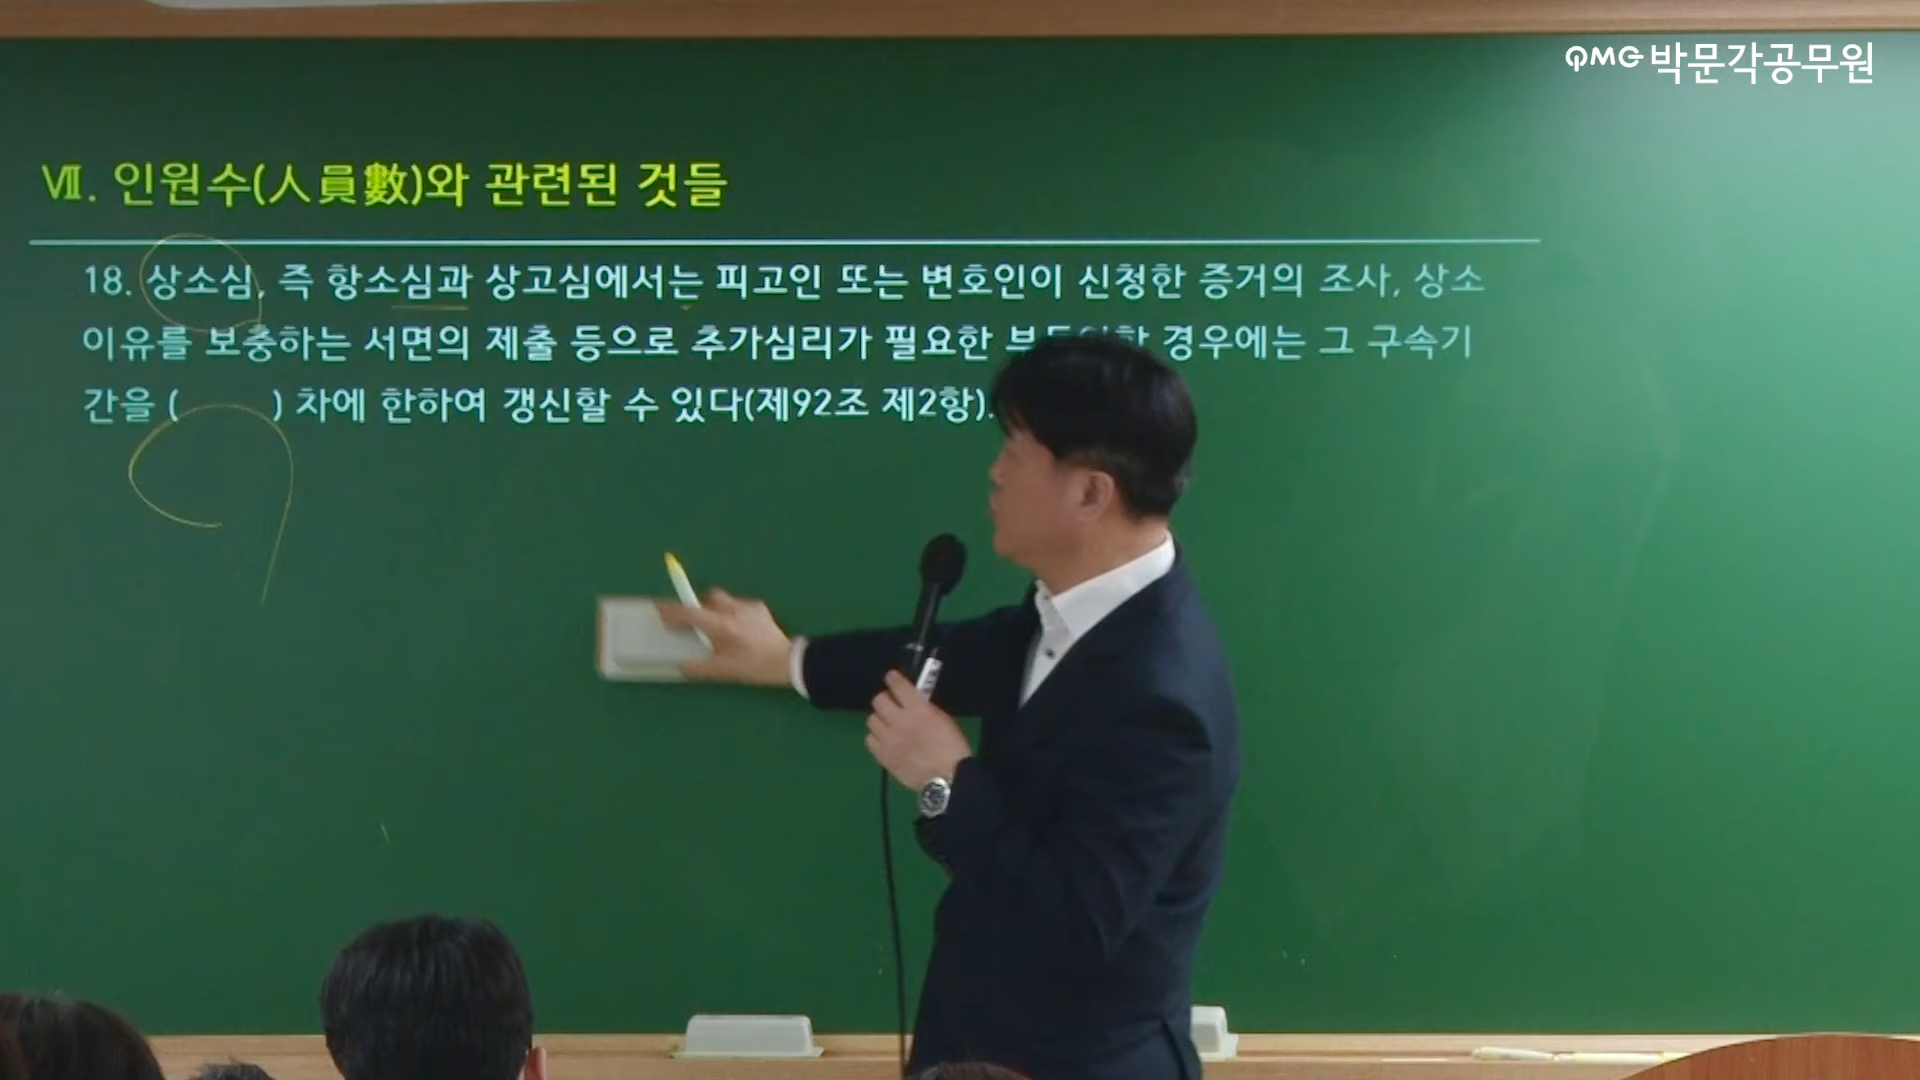 PMG 박문각공무원
Ⅶ. 인원수(人員數)와 관련된 것들
18. 상소심, 즉 항소심과 상고심에서는 피고인 또는 변호인이 신청한 증거의 조사, 상소
이유를 보충하는 서면의 제출 등으로 추가심리가 필요한 경우에는 그 구속기
간을 (      ) 차에 한하여 갱신할 수 있다(제92조 제2항).